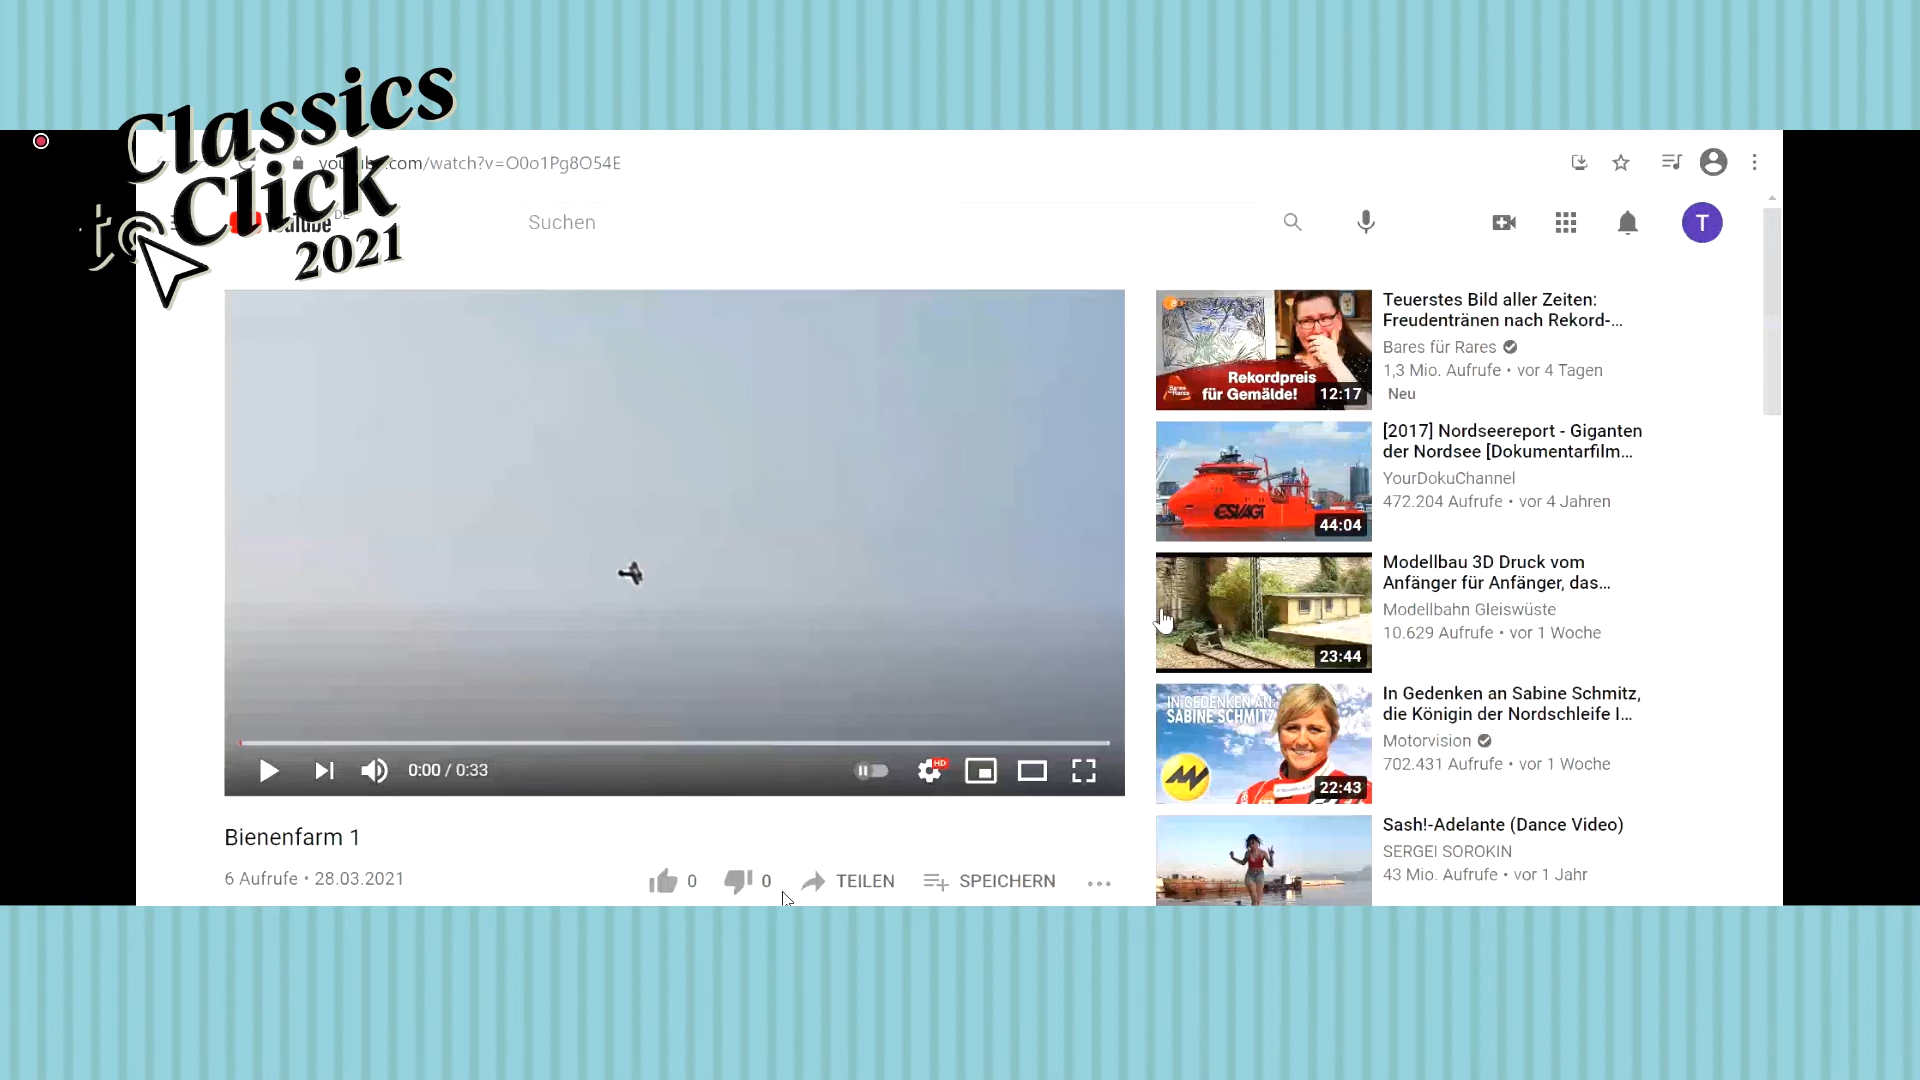 Classics
to Click
2021
youtube.com/watch?v=O0o1Pg8O54E
YouTube DE
Suchen
T
Teuerstes Bild aller Zeiten:
Freudentränen nach Rekord-...
Bares für Rares
1,3 Mio. Aufrufe • vor 4 Tagen
Neu
Rekordpreis
für Gemälde!
12:17
[2017] Nordseereport - Giganten
der Nordsee [Dokumentarfilm...
YourDokuChannel
472.204 Aufrufe • vor 4 Jahren
ESVAGT
44:04
Modellbau 3D Druck vom
Anfänger für Anfänger, das...
Modellbahn Gleiswüste
10.629 Aufrufe • vor 1 Woche
23:44
In Gedenken an Sabine Schmitz,
die Königin der Nordschleife I...
Motorvision
702.431 Aufrufe • vor 1 Woche
IN GEDENKEN AN:
SABINE SCHMITZ
22:43
Sash!-Adelante (Dance Video)
SERGEI SOROKIN
43 Mio. Aufrufe • vor 1 Jahr
0:00 / 0:33
HD
Bienenfarm 1
6 Aufrufe • 28.03.2021
0
0
TEILEN
SPEICHERN